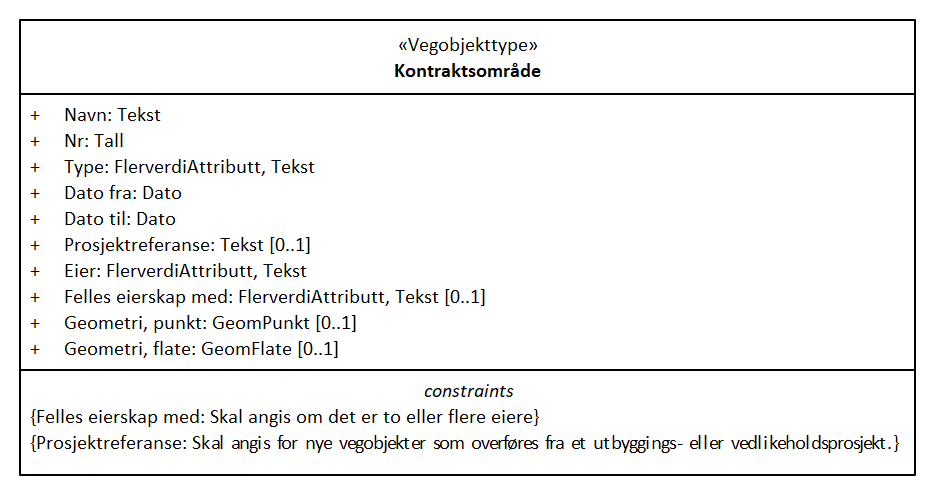 «Vegobjekttype»
Kontraktsområde
+ Navn: Tekst
+ Nr: Tall
+ Type: FlerverdiAttributt, Tekst
+ Dato fra: Dato
+ Dato til: Dato
+ Prosjektreferanse: Tekst [0..1]
+ Eier: FlerverdiAttributt, Tekst
+ Felles eierskap med: FlerverdiAttributt, Tekst [0..1]
+ Geometri, punkt: GeomPunkt [0..1]
+ Geometri, flate: GeomFlate [0..1]
constraints
{Felles eierskap med: Skal angis om det er to eller flere eiere}
{Prosjektreferanse: Skal angis for nye vegobjekter som overføres fra et utbyggings- eller vedlikeholdsprosjekt.}